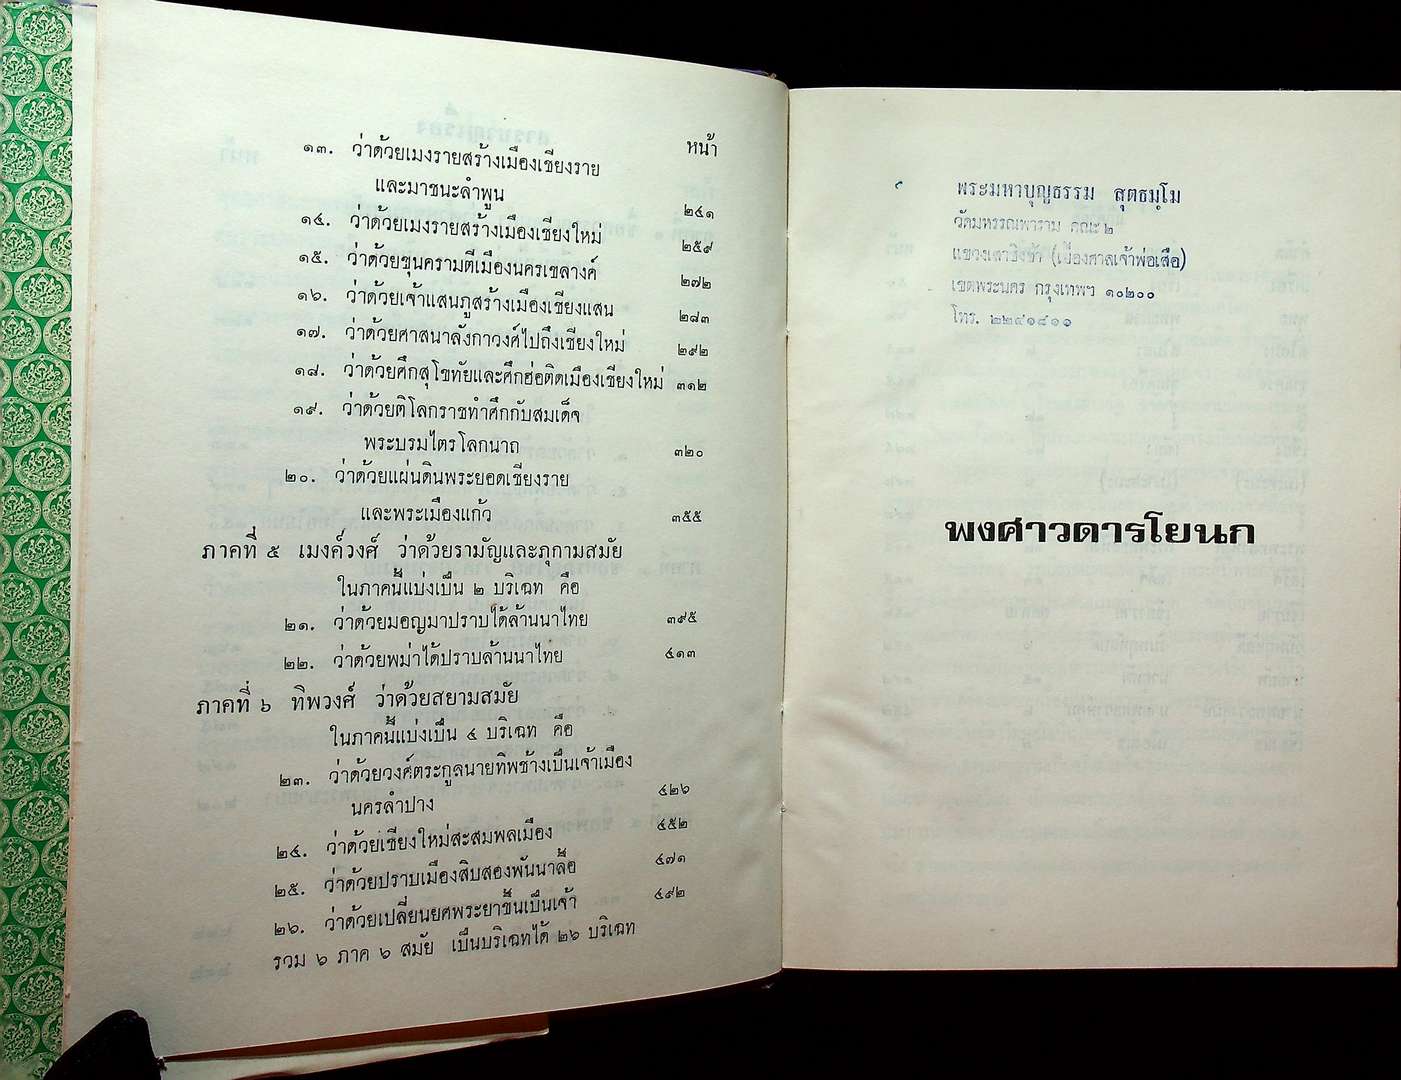 หน้า
๑๓. ว่าด้วยเมงรายสร้างเมืองเชียงราย
และมาชนะลำพูน ๒๔๑
๑๔. ว่าด้วยเมงรายสร้างเมืองเชียงใหม่ ๒๕๙
๑๕. ว่าด้วยขุนครามตีเมืองนครเขลางค์ ๒๗๒
๑๖. ว่าด้วยเจ้าแสนภูสร้างเมืองเชียงแสน ๒๘๓
๑๗. ว่าด้วยศาสนาลังกาวงศ์ไปถึงเชียงใหม่ ๒๙๒
๑๘. ว่าด้วยศึกสุโขทัยและศึกฮ่อติดเมืองเชียงใหม่ ๓๑๒
๑๙. ว่าด้วยติโลกราชทำศึกกับสมเด็จ
พระบรมไตรโลกนาถ ๓๒๐
๒๐. ว่าด้วยแผ่นดินพระยอดเชียงราย
และพระเมืองแก้ว ๓๕๕
ภาคที่ ๕ เมงค์วงศ์ ว่าด้วยรามัญและภุกามสมัย
ในภาคนี้แบ่งเป็น ๒ บริเฉท คือ
๒๑. ว่าด้วยมอญมาปราบได้ล้านนาไทย ๓๙๕
๒๒. ว่าด้วยพม่าได้ปราบล้านนาไทย ๔๑๓
ภาคที่ ๖ ทิพวงศ์ ว่าด้วยสยามสมัย
ในภาคนี้แบ่งเป็น ๔ บริเฉท คือ
๒๓. ว่าด้วยวงศ์ตระกูลนายทิพช้างเป็นเจ้าเมือง
นครลำปาง ๔๒๖
๒๔. ว่าด้วยเชียงใหม่สะสมพลเมือง ๔๕๒
๒๕. ว่าด้วยปราบเมืองสิบสองพันนาลื้อ ๔๗๑
๒๖. ว่าด้วยเปลี่ยนยศพระยาขึ้นเป็นเจ้า ๔๙๒
รวม ๖ ภาค ๖ สมัย เป็นบริเฉทได้ ๒๖ บริเฉท
พระมหาบุญธรรม สุตธมฺโม
วัดมหรรณพาราม คณะ ๒
แขวงเสาชิงช้า (เยื้องศาลเจ้าพ่อเสือ)
เขตพระนคร กรุงเทพฯ ๑๐๒๐๐
โทร. ๒๒๔๑๘๑๑
พงศาวดารโยนก